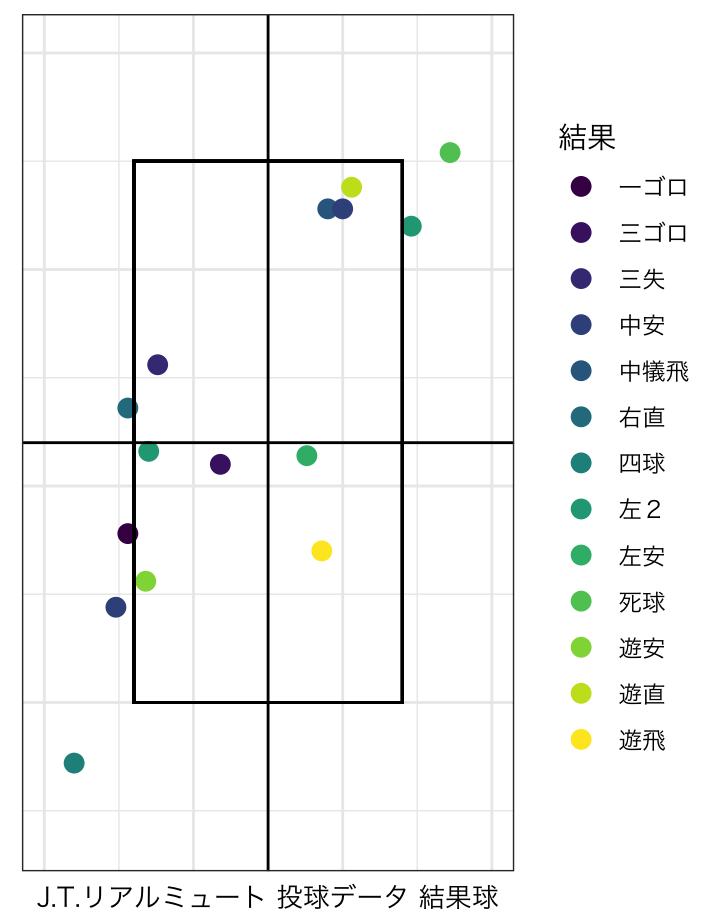 結果
一ゴロ
三ゴロ
三失
中安
中犠飛
右直
四球
左２
左安
死球
遊安
遊直
遊飛
J.T.リアルミュート 投球データ 結果球